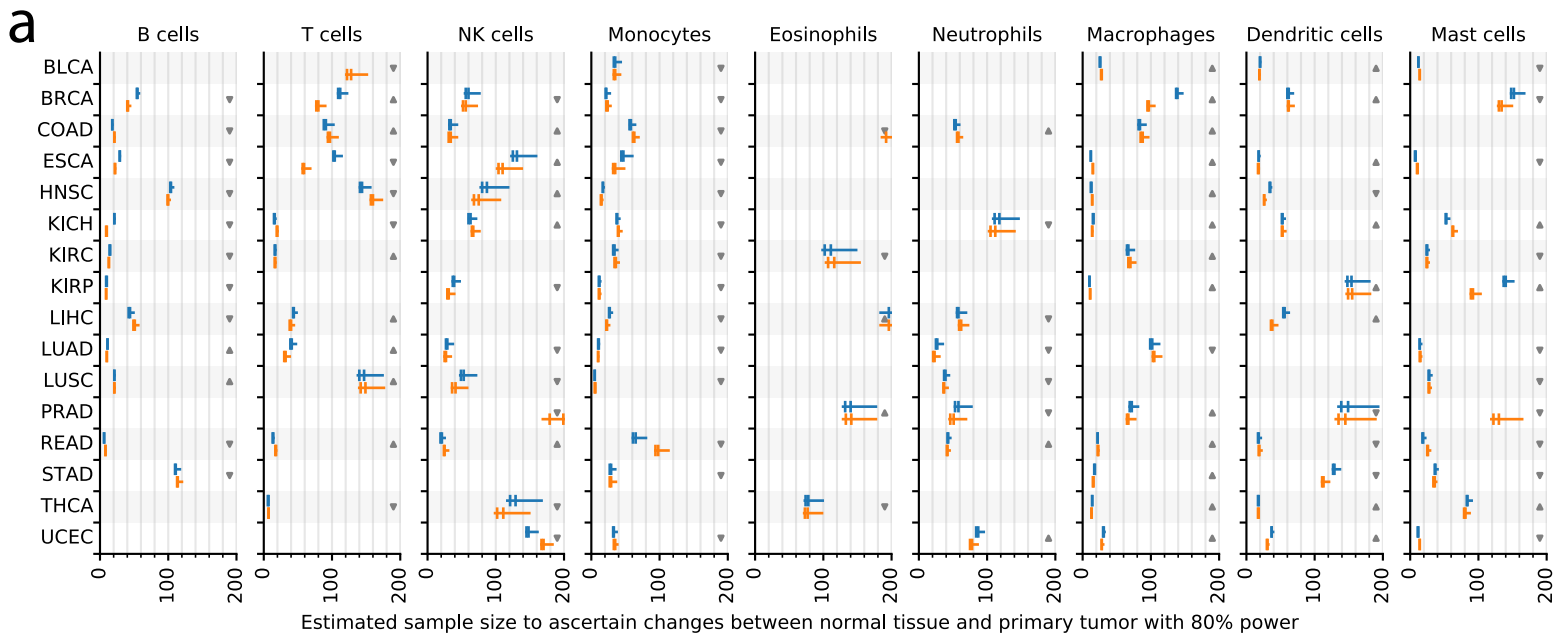 a
B cells T cells NK cells Monocytes Eosinophils Neutrophils Macrophages Dendritic cells Mast cells
BLCA
BRCA
COAD
ESCA
HNSC
KICH
KIRC
KIRP
LIHC
LUAD
LUSC
PRAD
READ
STAD
THCA
UCEC
0 100 200 0 100 200 0 100 200 0 100 200 0 100 200 0 100 200 0 100 200 0 100 200 0 100 200
Estimated sample size to ascertain changes between normal tissue and primary tumor with 80% power